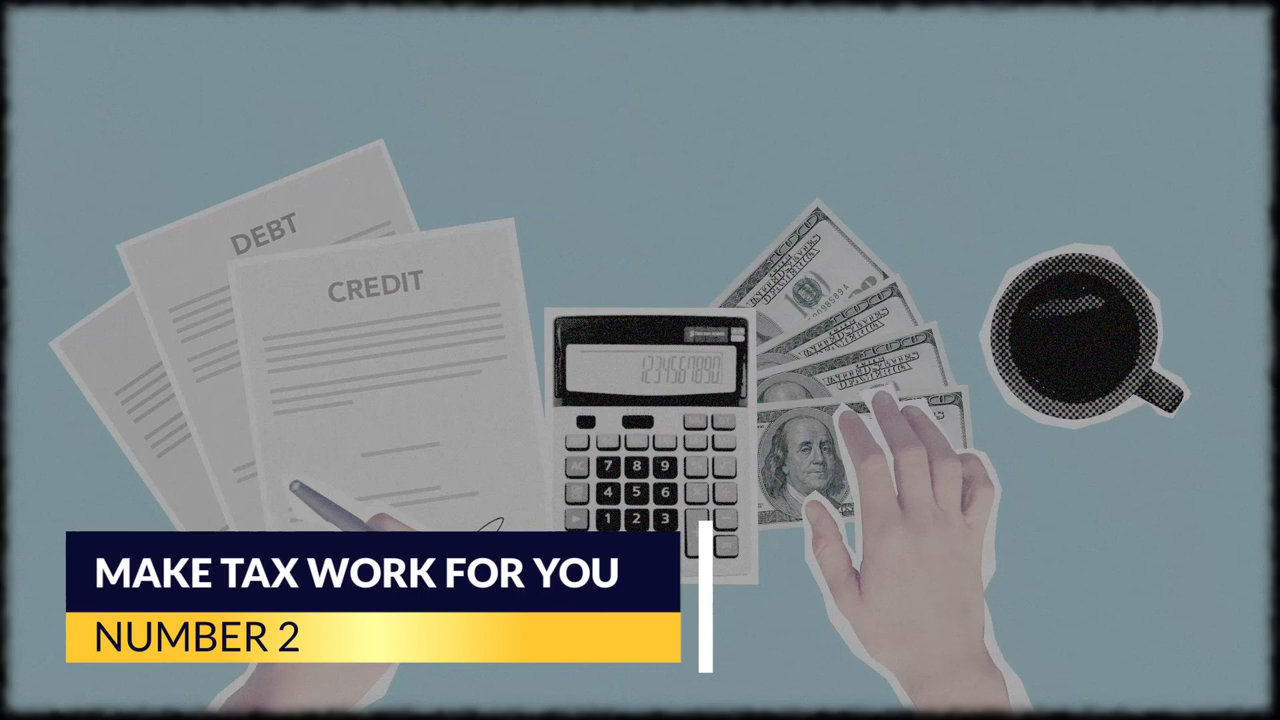 DEBT
CREDIT
1234567890
7 8 9
4 5 6
1 2 3
MAKE TAX WORK FOR YOU
NUMBER 2